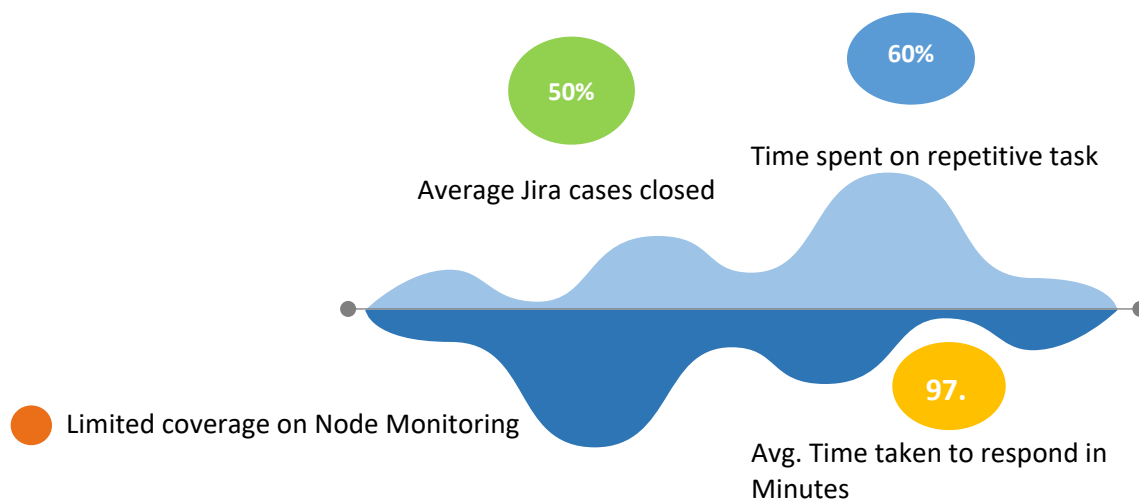 60%
50%
Time spent on repetitive task
Average Jira cases closed
97.
Limited coverage on Node Monitoring
Avg. Time taken to respond in
Minutes